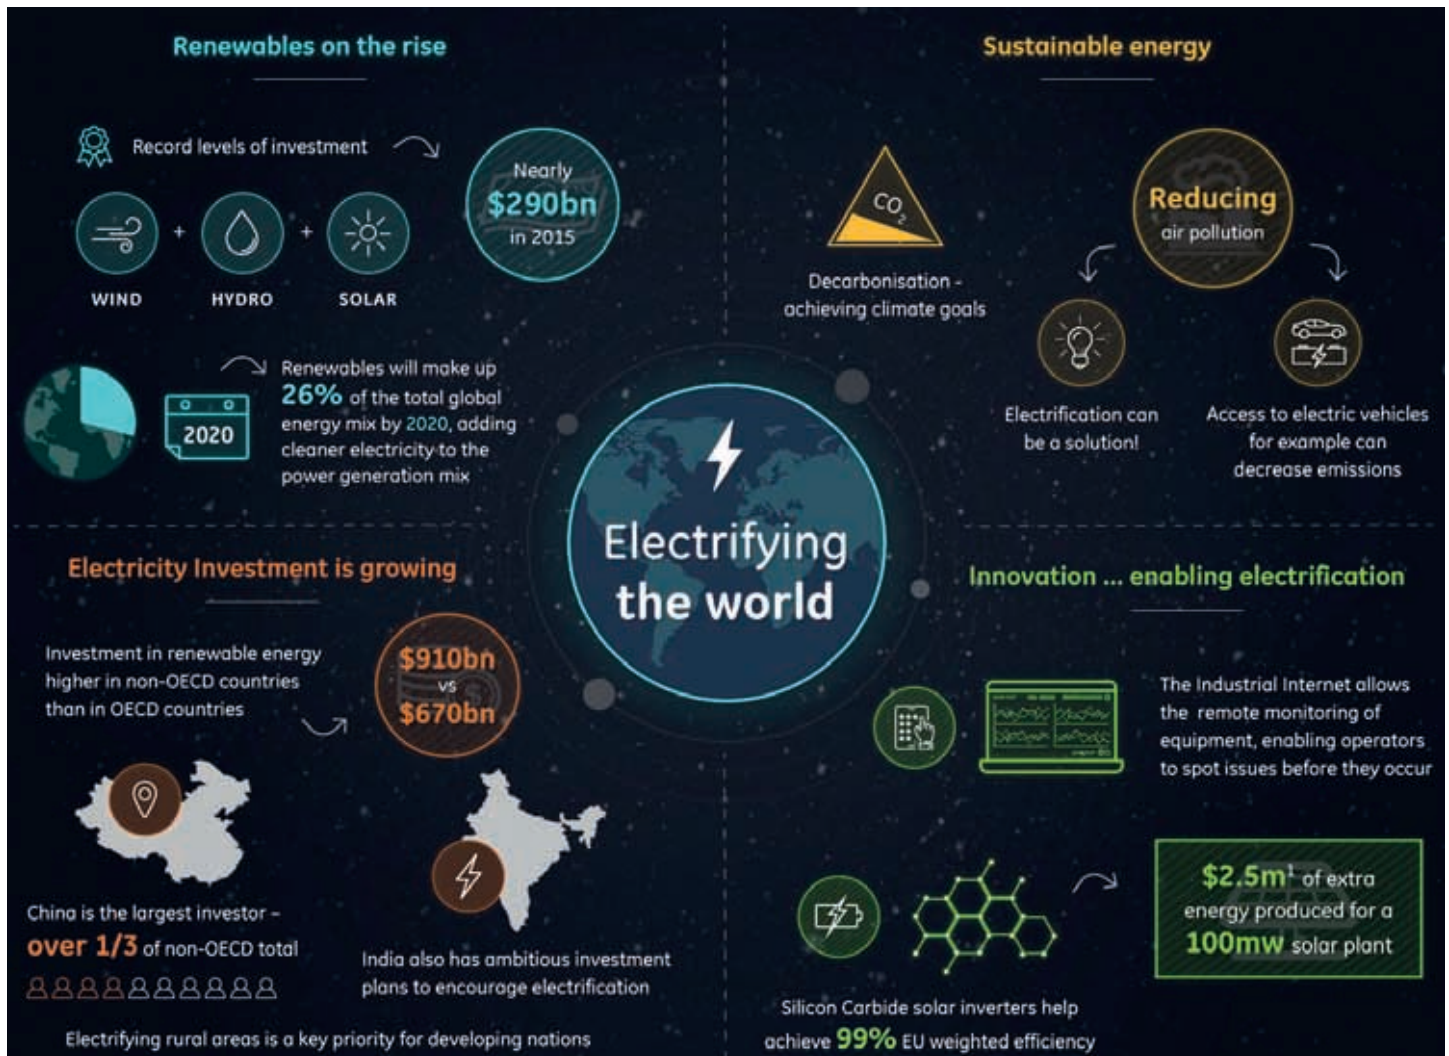 Renewables on the rise
Record levels of investment
Nearly
$290bn
in 2015
WIND
+
HYDRO
+
SOLAR
2020
Renewables will make up
26% of the total global
energy mix by 2020, adding
cleaner electricity to the
power generation mix
Sustainable energy
CO2
Decarbonisation -
achieving climate goals
Reducing
air pollution
Electrification can
be a solution!
Access to electric vehicles
for example can
decrease emissions
Electrifying
the world
Electricity Investment is growing
Investment in renewable energy
higher in non-OECD countries
than in OECD countries
$910bn
vs
$670bn
China is the largest investor –
over 1/3 of non-OECD total
India also has ambitious investment
plans to encourage electrification
Electrifying rural areas is a key priority for developing nations
Innovation ... enabling electrification
The Industrial Internet allows
the remote monitoring of
equipment, enabling operators
to spot issues before they occur
$2.5m¹ of extra
energy produced for a
100mw solar plant
Silicon Carbide solar inverters help
achieve 99% EU weighted efficiency